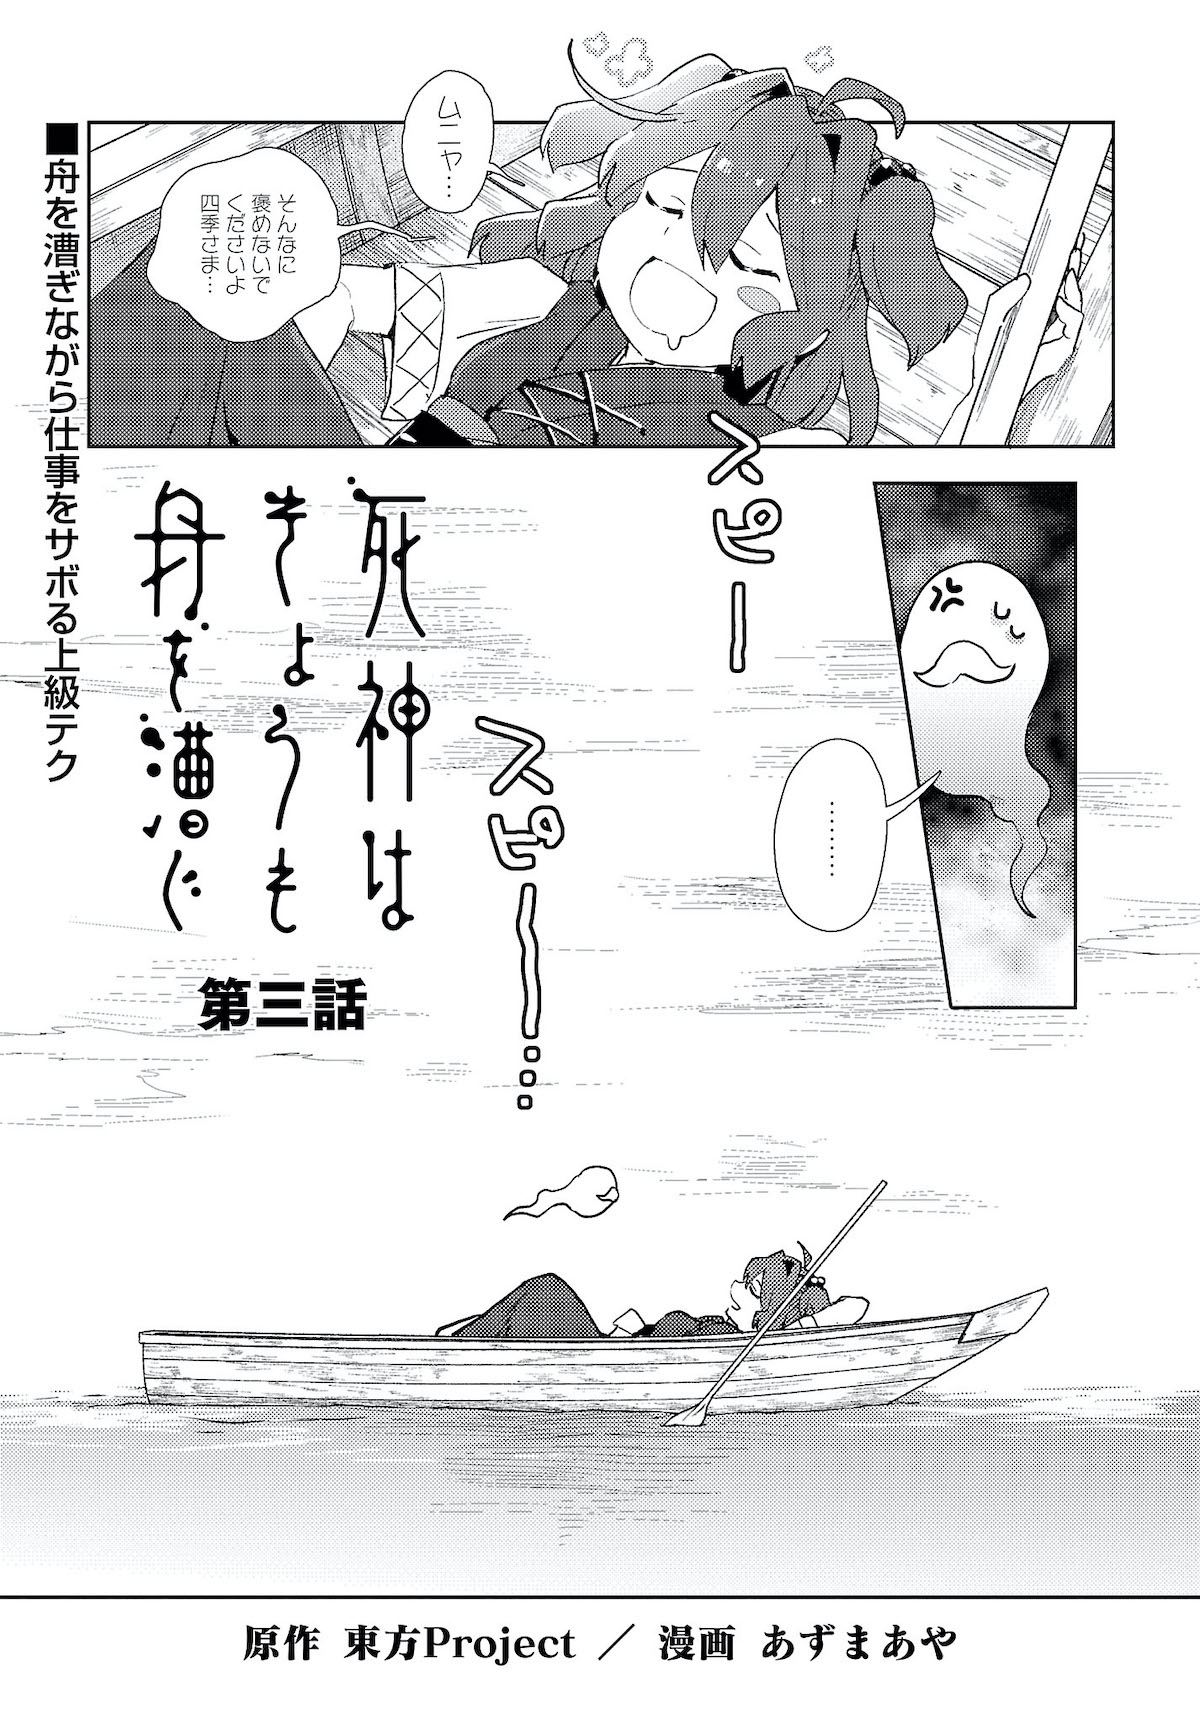 ムニャ…
そんなに
褒めないで
くださいよ
四季さま…
■舟を漕ぎながら仕事をサボる上級テク
スピー
…………
スピー……
死神は
きょうも
舟を漕ぐ
第三話
原作 東方Project ／ 漫画 あずまあや